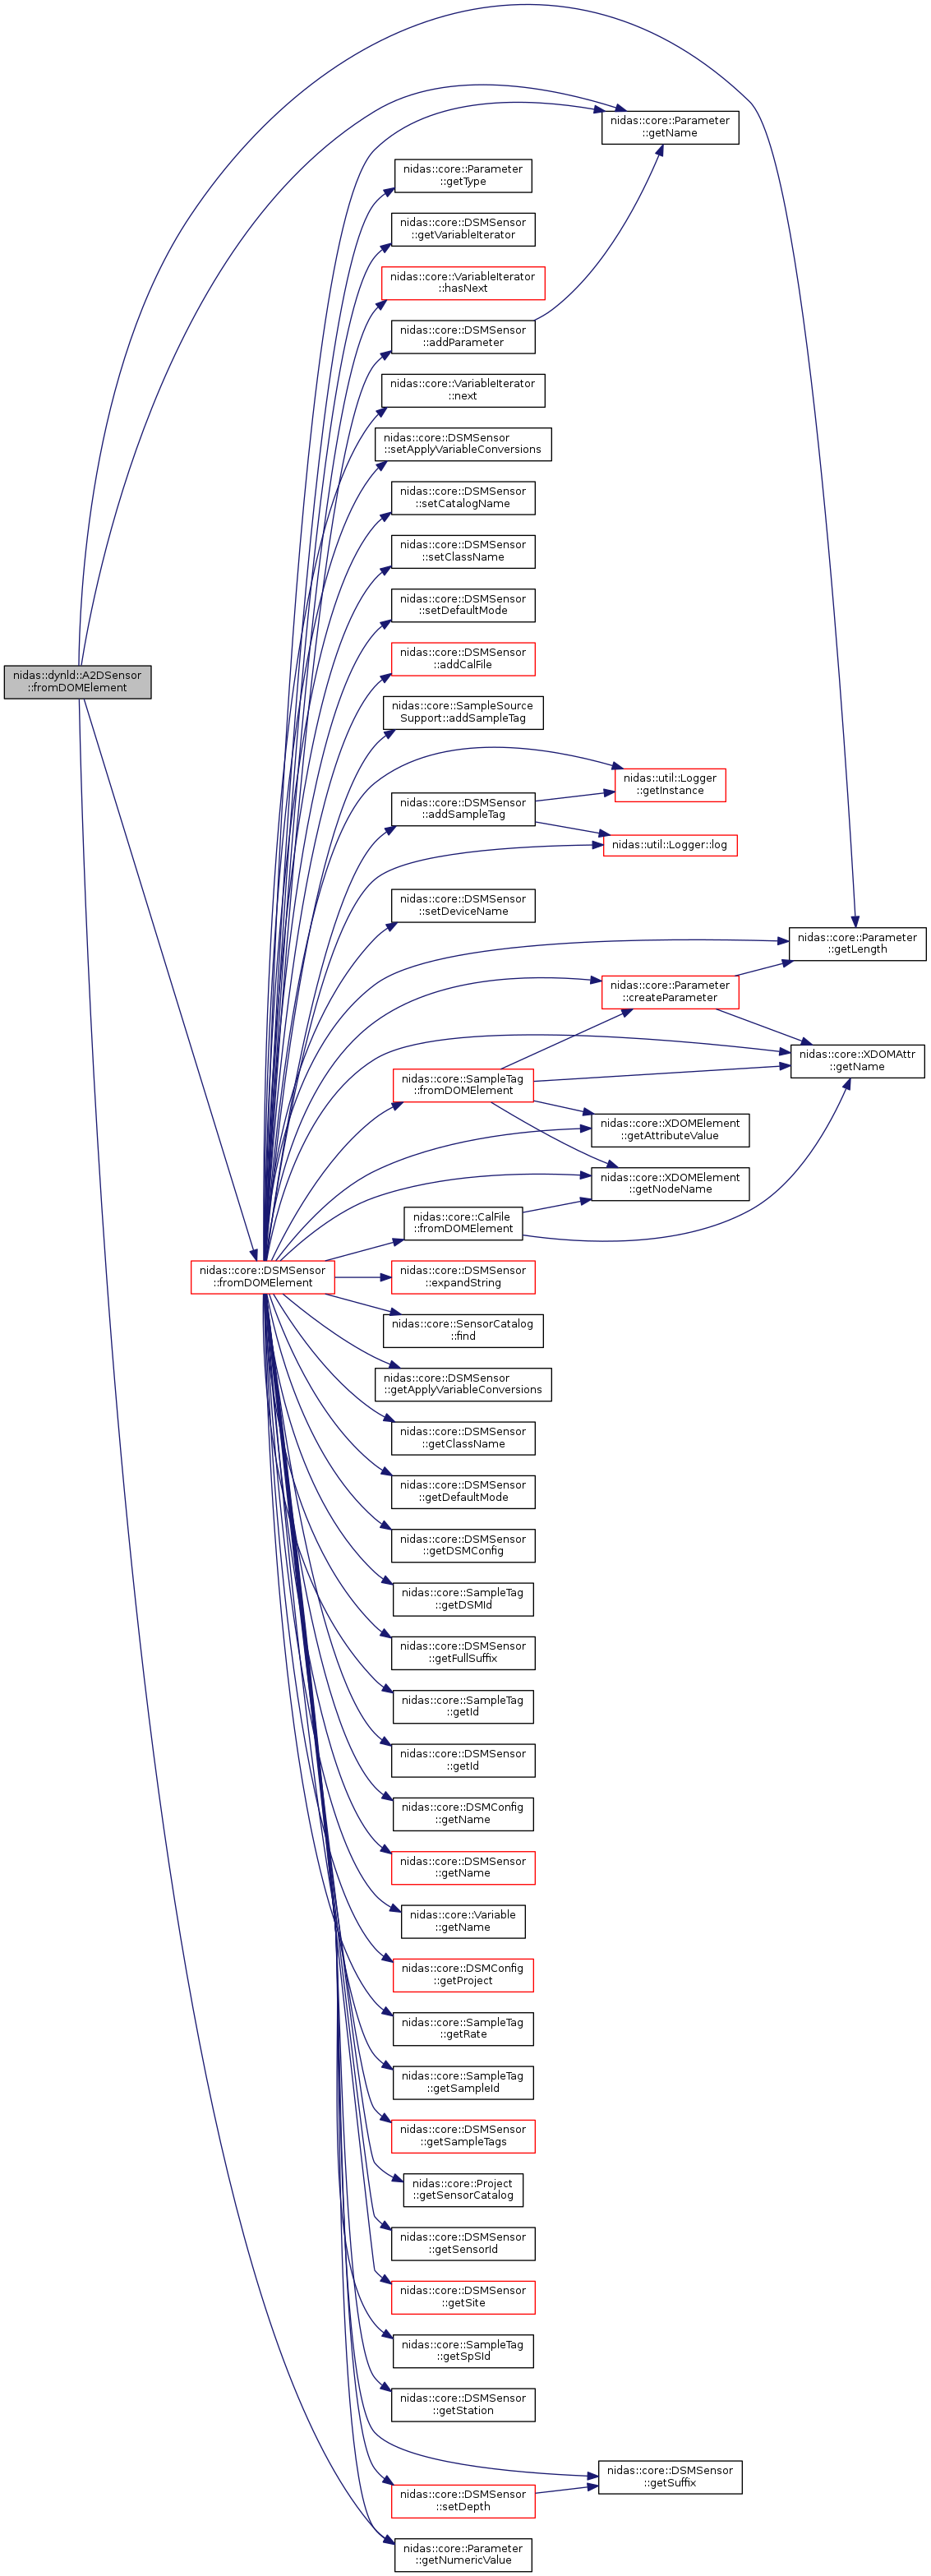 nidas::core::Parameter
::getName
nidas::core::Parameter
::getType
nidas::core::DSMSensor
::getVariableIterator
nidas::core::VariableIterator
::hasNext
nidas::core::DSMSensor
::addParameter
nidas::core::VariableIterator
::next
nidas::core::DSMSensor
::setApplyVariableConversions
nidas::core::DSMSensor
::setCatalogName
nidas::core::DSMSensor
::setClassName
nidas::core::DSMSensor
::setDefaultMode
nidas::core::DSMSensor
::addCalFile
nidas::dynld::A2DSensor
::fromDOMElement
nidas::core::SampleSource
Support::addSampleTag
nidas::util::Logger
::getInstance
nidas::core::DSMSensor
::addSampleTag
nidas::util::Logger::log
nidas::core::DSMSensor
::setDeviceName
nidas::core::Parameter
::getLength
nidas::core::Parameter
::createParameter
nidas::core::XDOMAttr
::getName
nidas::core::SampleTag
::fromDOMElement
nidas::core::XDOMElement
::getAttributeValue
nidas::core::XDOMElement
::getNodeName
nidas::core::CalFile
::fromDOMElement
nidas::core::DSMSensor
::fromDOMElement
nidas::core::DSMSensor
::expandString
nidas::core::SensorCatalog
::find
nidas::core::DSMSensor
::getApplyVariableConversions
nidas::core::DSMSensor
::getClassName
nidas::core::DSMSensor
::getDefaultMode
nidas::core::DSMSensor
::getDSMConfig
nidas::core::SampleTag
::getDSMId
nidas::core::DSMSensor
::getFullSuffix
nidas::core::SampleTag
::getId
nidas::core::DSMSensor
::getId
nidas::core::DSMConfig
::getName
nidas::core::DSMSensor
::getName
nidas::core::Variable
::getName
nidas::core::DSMConfig
::getProject
nidas::core::SampleTag
::getRate
nidas::core::SampleTag
::getSampleId
nidas::core::DSMSensor
::getSampleTags
nidas::core::Project
::getSensorCatalog
nidas::core::DSMSensor
::getSensorId
nidas::core::DSMSensor
::getSite
nidas::core::SampleTag
::getSpSId
nidas::core::DSMSensor
::getStation
nidas::core::DSMSensor
::getSuffix
nidas::core::DSMSensor
::setDepth
nidas::core::Parameter
::getNumericValue